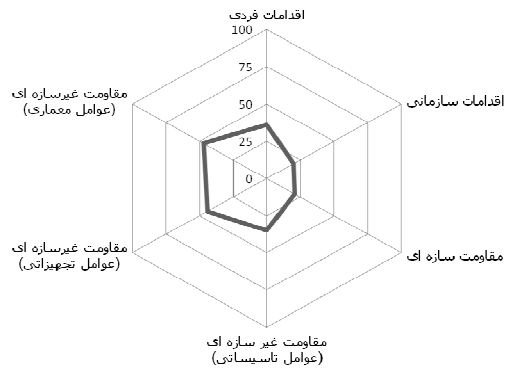 اقدامات فردی
100
75
50
25
0
اقدامات سازمانی
مقاومت سازه ای
مقاومت غیر سازه ای
(عوامل تاسیساتی)
مقاومت غیرسازه ای
(عوامل تجهیزاتی)
مقاومت غیرسازه ای
(عوامل معماری)